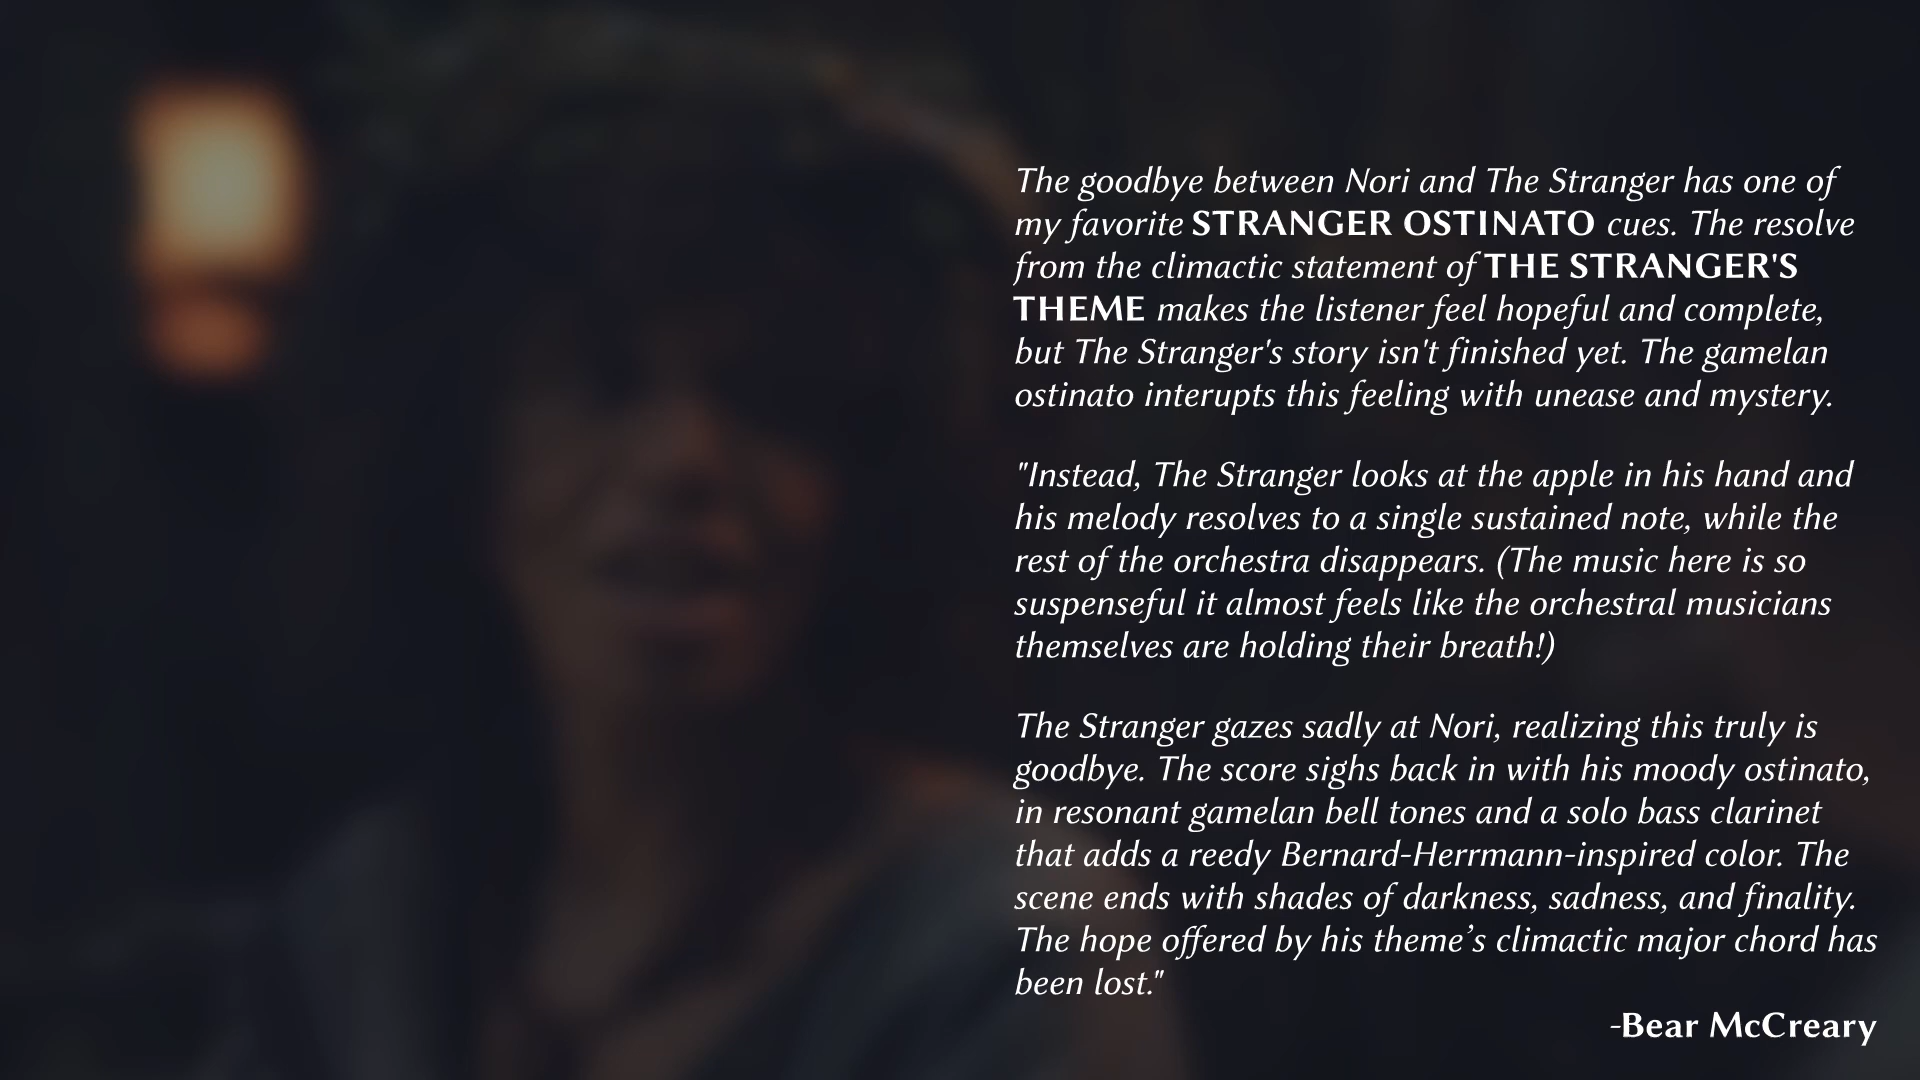 The goodbye between Nori and The Stranger has one of
my favorite STRANGER OSTINATO cues. The resolve
from the climactic statement of THE STRANGER'S
THEME makes the listener feel hopeful and complete,
but The Stranger's story isn't finished yet. The gamelan
ostinato interupts this feeling with unease and mystery.
"Instead, The Stranger looks at the apple in his hand and
his melody resolves to a single sustained note, while the
rest of the orchestra disappears. (The music here is so
suspenseful it almost feels like the orchestral musicians
themselves are holding their breath!)
The Stranger gazes sadly at Nori, realizing this truly is
goodbye. The score sighs back in with his moody ostinato,
in resonant gamelan bell tones and a solo bass clarinet
that adds a reedy Bernard-Herrmann-inspired color. The
scene ends with shades of darkness, sadness, and finality.
The hope offered by his theme’s climactic major chord has
been lost."
-Bear McCreary